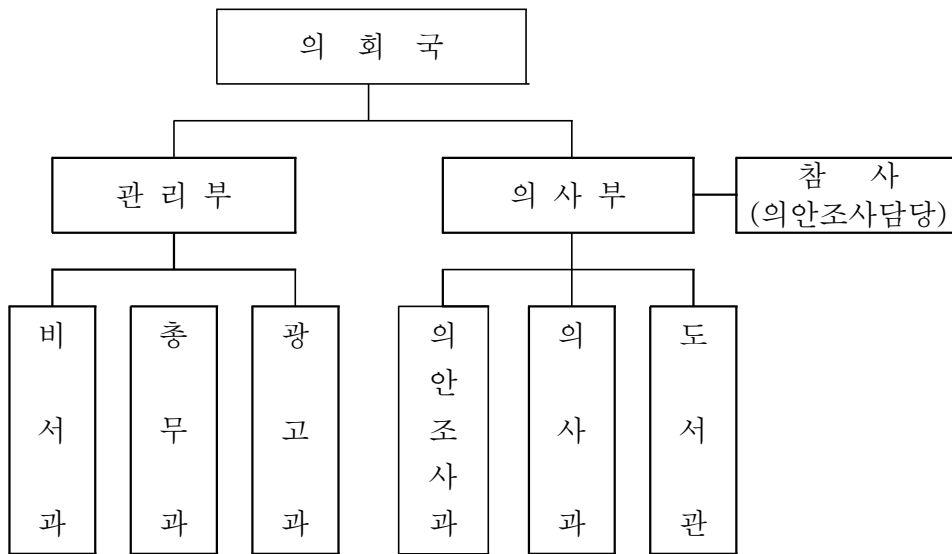 의 회 국
관 리 부
의 사 부
참 사
(의안조사담당)
비서과
총무과
광고과
의안조사과
의사과
도서관